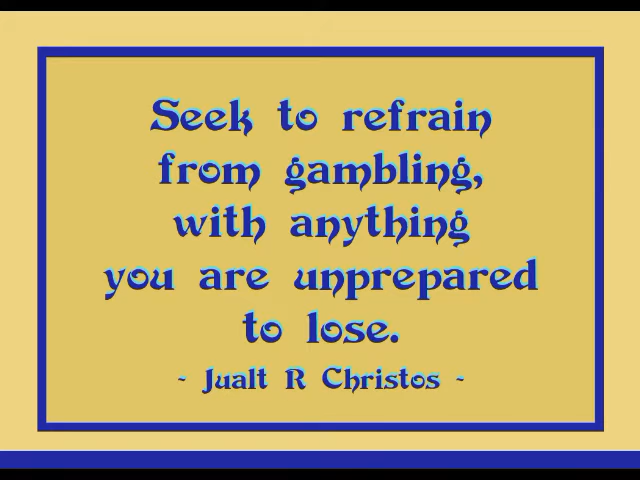 Seek to refrain
from gambling,
with anything
you are unprepared
to lose.
- Jualt R Christos -